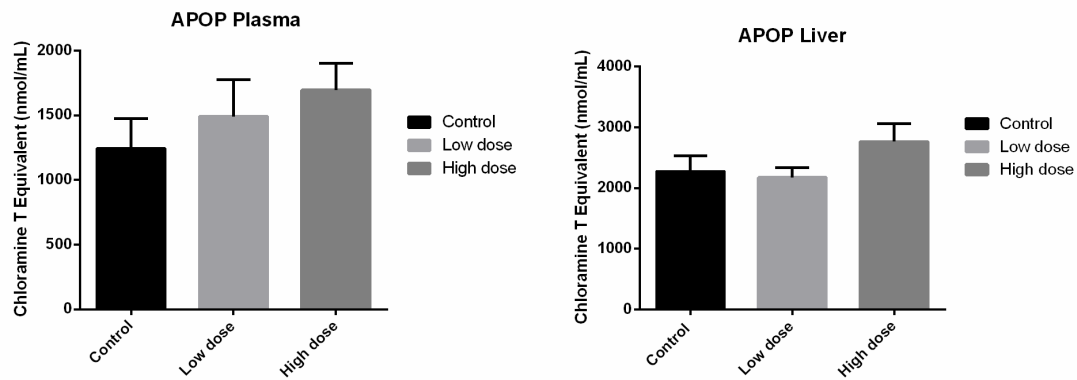 APOP Plasma
Chloramine T Equivalent (nmol/mL)
2000
1500
1000
500
0
Control
Low dose
High dose
Control
Low dose
High dose
APOP Liver
Chloramine T Equivalent (nmol/mL)
4000
3000
2000
1000
0
Control
Low dose
High dose
Control
Low dose
High dose